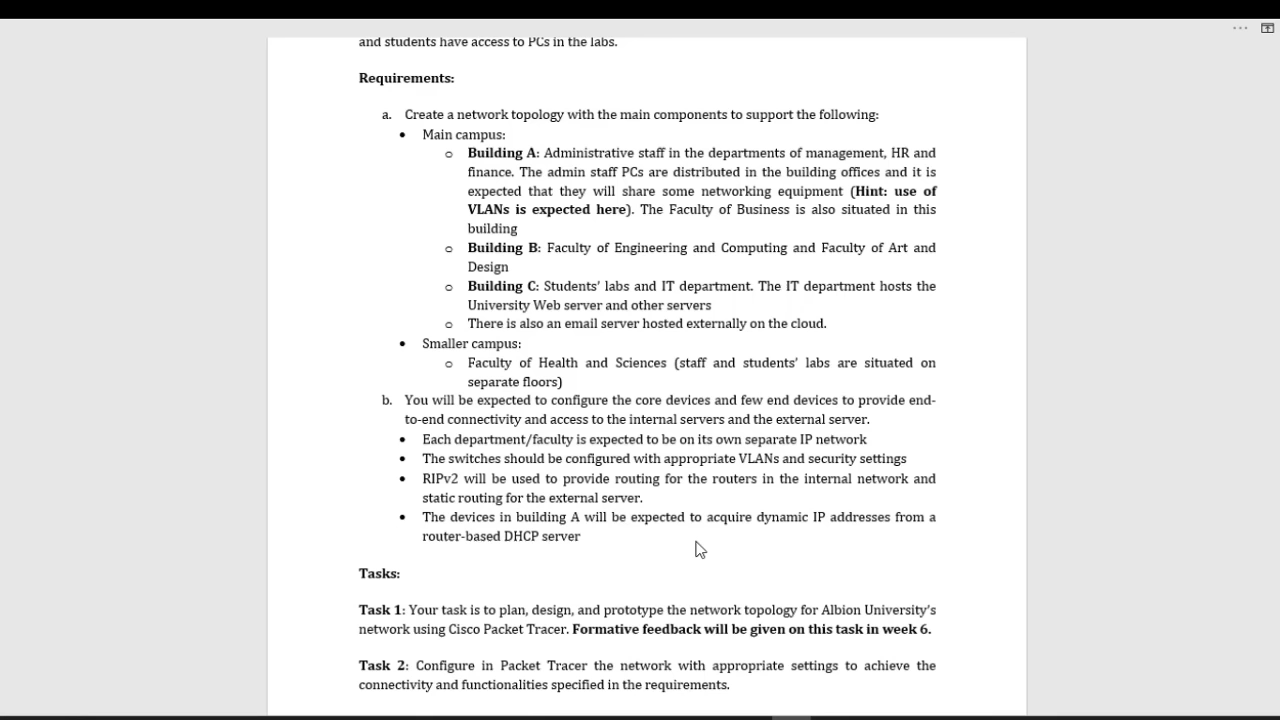 and students have access to PCs in the labs.
Requirements:
a. Create a network topology with the main components to support the following:
• Main campus:
o Building A: Administrative staff in the departments of management, HR and
finance. The admin staff PCs are distributed in the building offices and it is
expected that they will share some networking equipment (Hint: use of
VLANs is expected here). The Faculty of Business is also situated in this
building
o Building B: Faculty of Engineering and Computing and Faculty of Art and
Design
o Building C: Students' labs and IT department. The IT department hosts the
University Web server and other servers
o There is also an email server hosted externally on the cloud.
• Smaller campus:
o Faculty of Health and Sciences (staff and students' labs are situated on
separate floors)
b. You will be expected to configure the core devices and few end devices to provide end-
to-end connectivity and access to the internal servers and the external server.
• Each department/faculty is expected to be on its own separate IP network
• The switches should be configured with appropriate VLANs and security settings
• RIPv2 will be used to provide routing for the routers in the internal network and
static routing for the external server.
• The devices in building A will be expected to acquire dynamic IP addresses from a
router-based DHCP server
Tasks:
Task 1: Your task is to plan, design, and prototype the network topology for Albion University's
network using Cisco Packet Tracer. Formative feedback will be given on this task in week 6.
Task 2: Configure in Packet Tracer the network with appropriate settings to achieve the
connectivity and functionalities specified in the requirements.